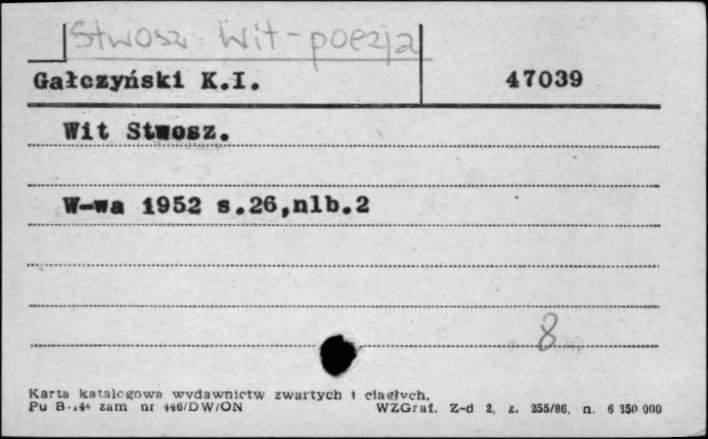 Stwosz Wit - poezja
Gałczyński K.I. 47039
Wit Stwosz.
W-wa 1952 s.26,nlb.2
8
Karta katalogowa wydawnictw zwartych i ciągłych.
Pu B-14 zam nr 446/DW/ON WZGraf. Z-d 2, z. 255/86, n. 6 350 000